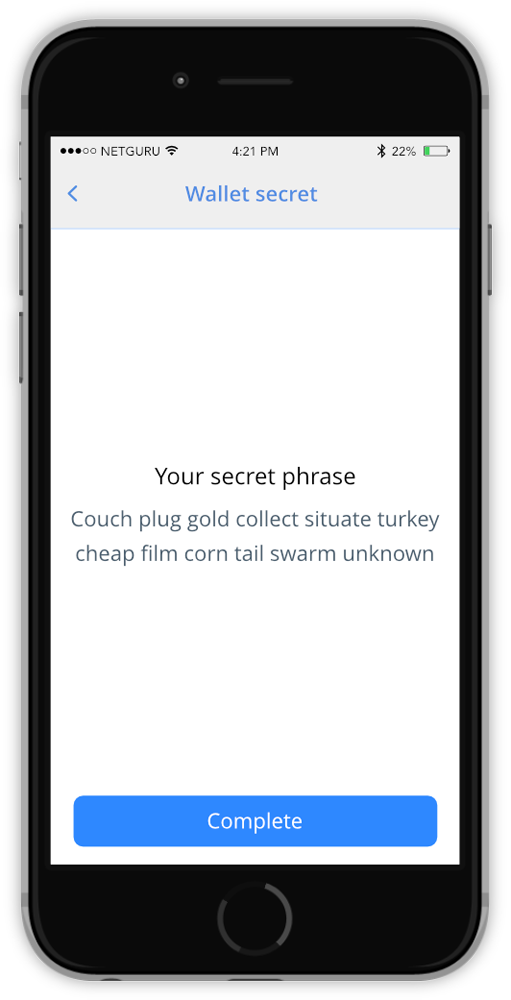 NETGURU 4:21 PM 22%
Wallet secret
Your secret phrase
Couch plug gold collect situate turkey
cheap film corn tail swarm unknown
Complete